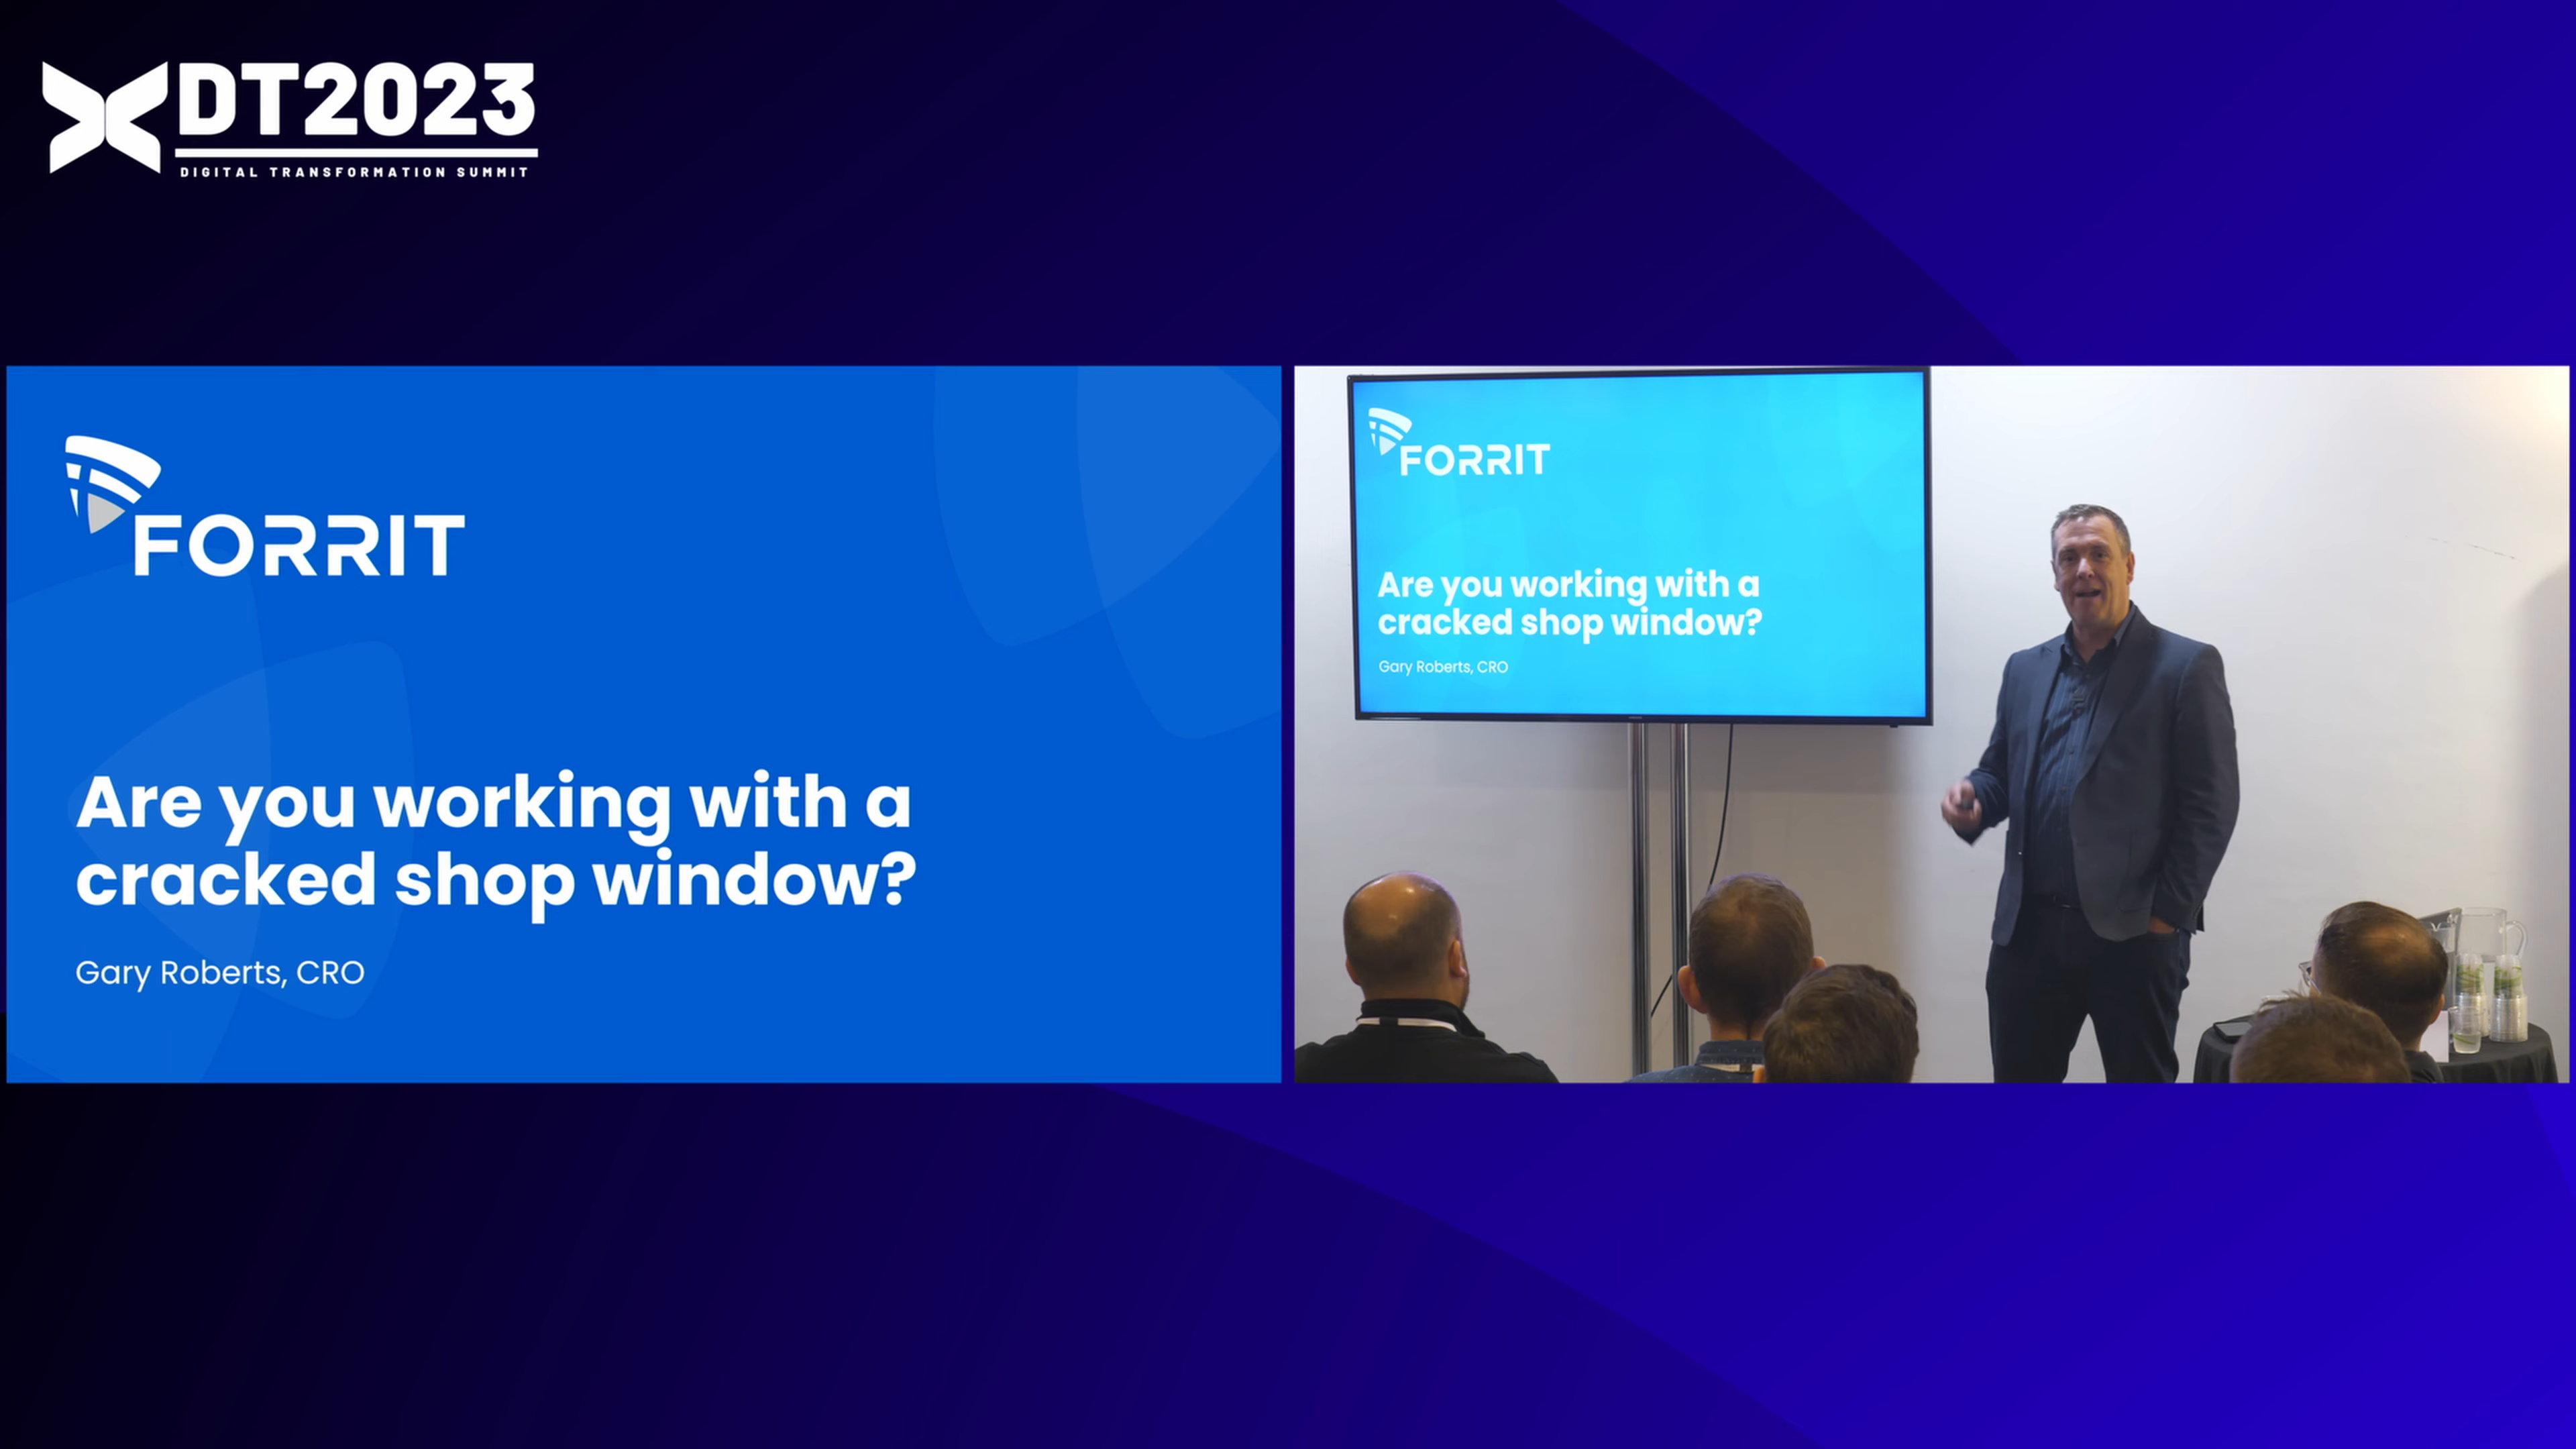 DT2023
DIGITAL TRANSFORMATION SUMMIT
FORRIT
Are you working with a
cracked shop window?
Gary Roberts, CRO
FORRIT
Are you working with a
cracked shop window?
Gary Roberts, CRO